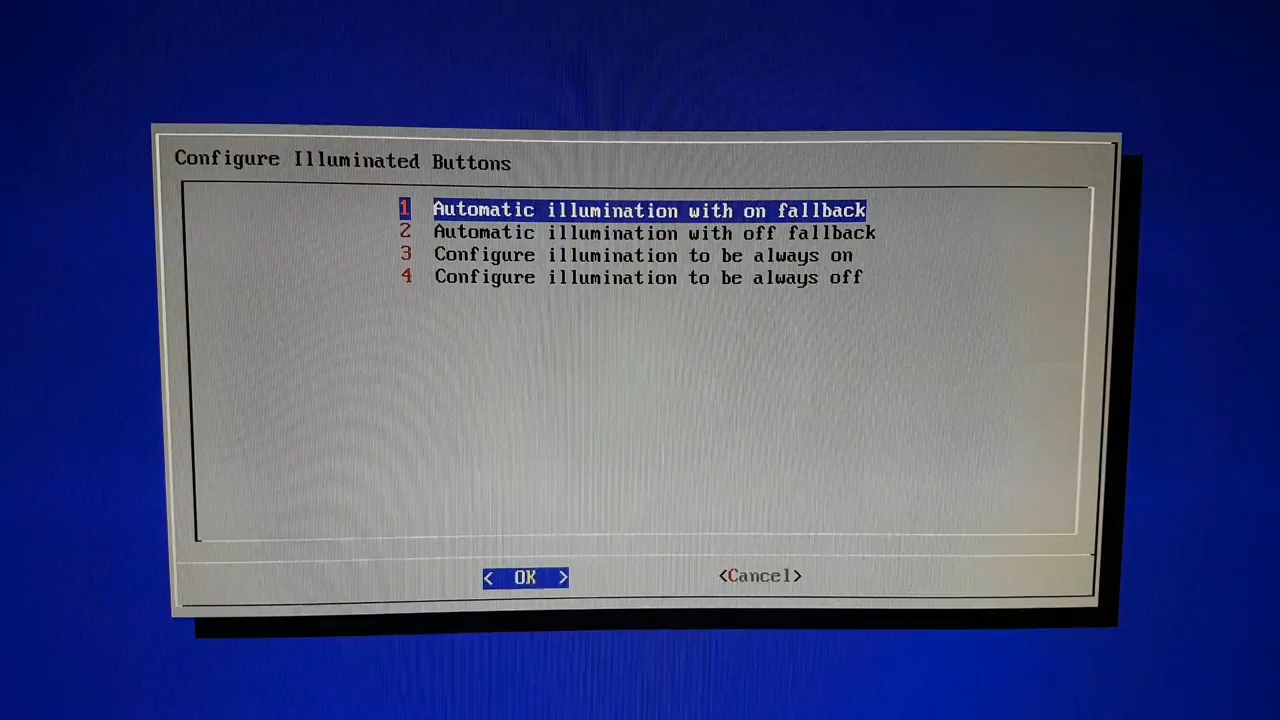 Configure Illuminated Buttons
1 Automatic illumination with on fallback
2 Automatic illumination with off fallback
3 Configure illumination to be always on
4 Configure illumination to be always off
< OK > <Cancel>